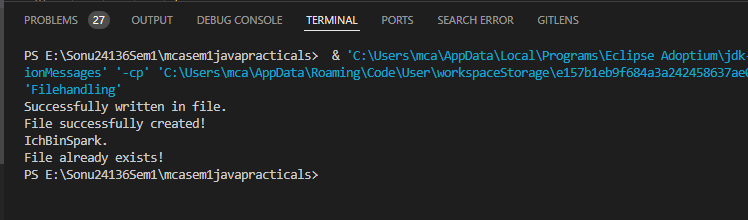 PROBLEMS 27 OUTPUT DEBUG CONSOLE TERMINAL PORTS SEARCH ERROR GITLENS
PS E:\Sonu24136Sem1\mcasem1javapracticals> & 'C:\Users\mca\AppData\Local\Programs\Eclipse Adoptium\jdk-
ionMessages' '-cp' 'C:\Users\mca\AppData\Roaming\Code\User\workspaceStorage\e157b1eb9f684a3a242458637ae
'Filehandling'
Successfully written in file.
File successfully created!
IchBinSpark.
File already exists!
PS E:\Sonu24136Sem1\mcasem1javapracticals>